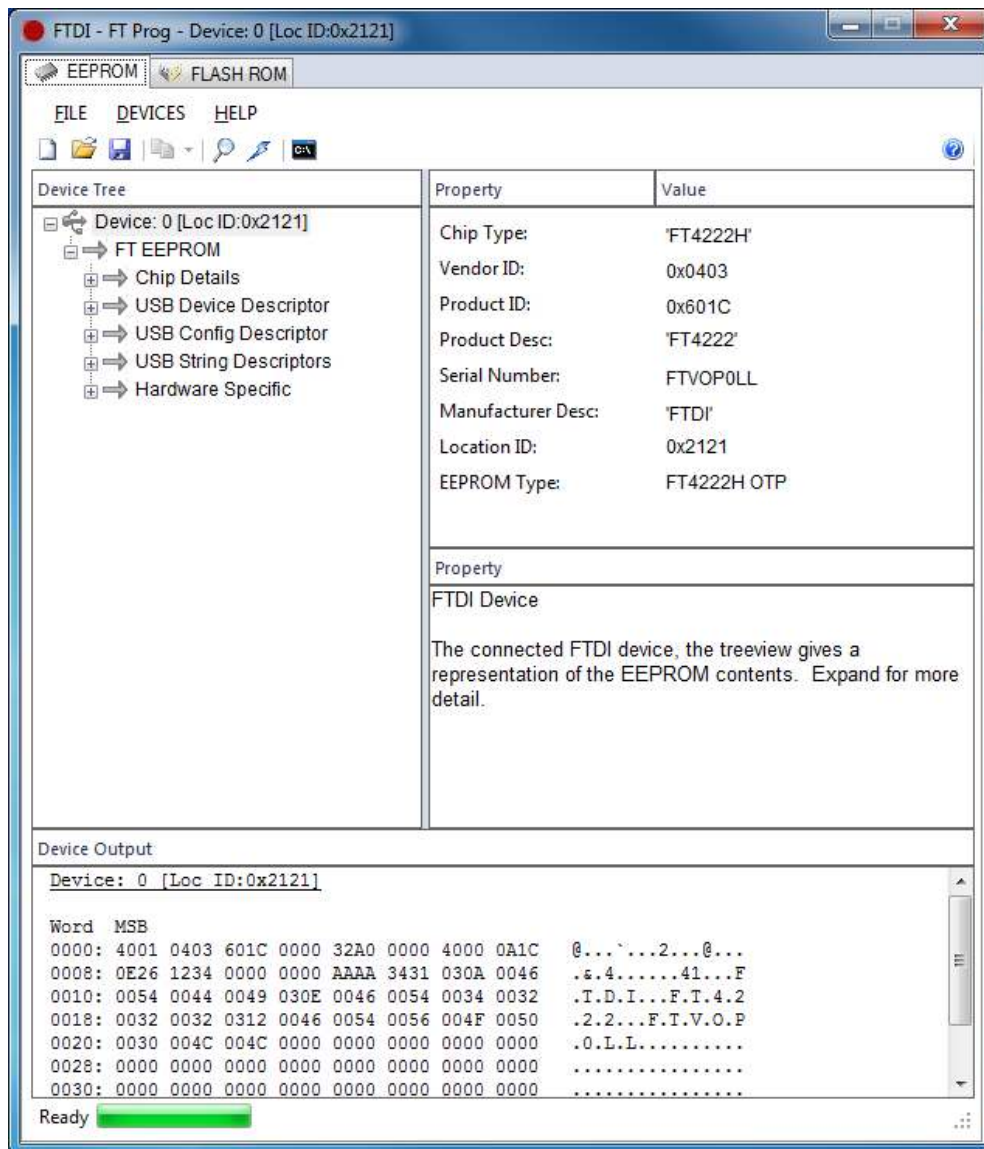 FTDI - FT Prog - Device: 0 [Loc ID:0x2121]
EEPROM FLASH ROM
FILE DEVICES HELP
C:\
Device Tree
Device: 0 [Loc ID:0x2121]
FT EEPROM
Chip Details
USB Device Descriptor
USB Config Descriptor
USB String Descriptors
Hardware Specific
Property Value
Chip Type: 'FT4222H'
Vendor ID: 0x0403
Product ID: 0x601C
Product Desc: 'FT4222'
Serial Number: FTVOP0LL
Manufacturer Desc: 'FTDI'
Location ID: 0x2121
EEPROM Type: FT4222H OTP
Property
FTDI Device
The connected FTDI device, the treeview gives a
representation of the EEPROM contents. Expand for more
detail.
Device Output
Device: 0 [Loc ID:0x2121]
Word MSB
0000: 4001 0403 601C 0000 32A0 0000 4000 0A1C @...`...2...@...
0008: 0E26 1234 0000 0000 AAAA 3431 030A 0046 .&.4......41...F
0010: 0054 0044 0049 030E 0046 0054 0034 0032 .T.D.I...F.T.4.2
0018: 0032 0032 0312 0046 0054 0056 004F 0050 .2.2...F.T.V.O.P
0020: 0030 004C 004C 0000 0000 0000 0000 0000 .0.L.L..........
0028: 0000 0000 0000 0000 0000 0000 0000 0000 ................
0030: 0000 0000 0000 0000 0000 0000 0000 0000 ................
Ready